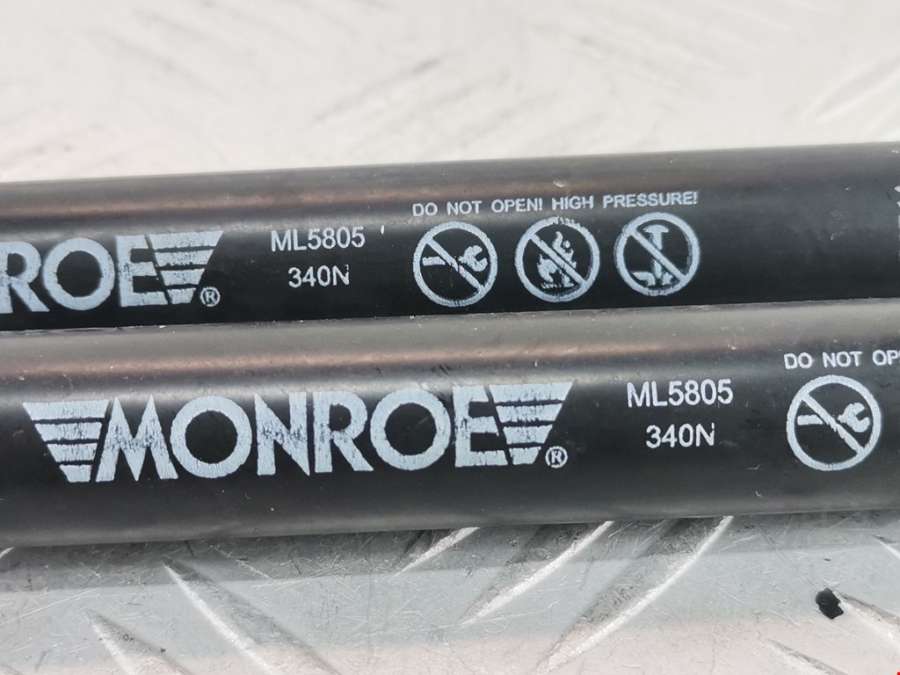 ROE®
ML5805
340N
DO NOT OPEN! HIGH PRESSURE!
MONROE®
ML5805
340N
DO NOT OP